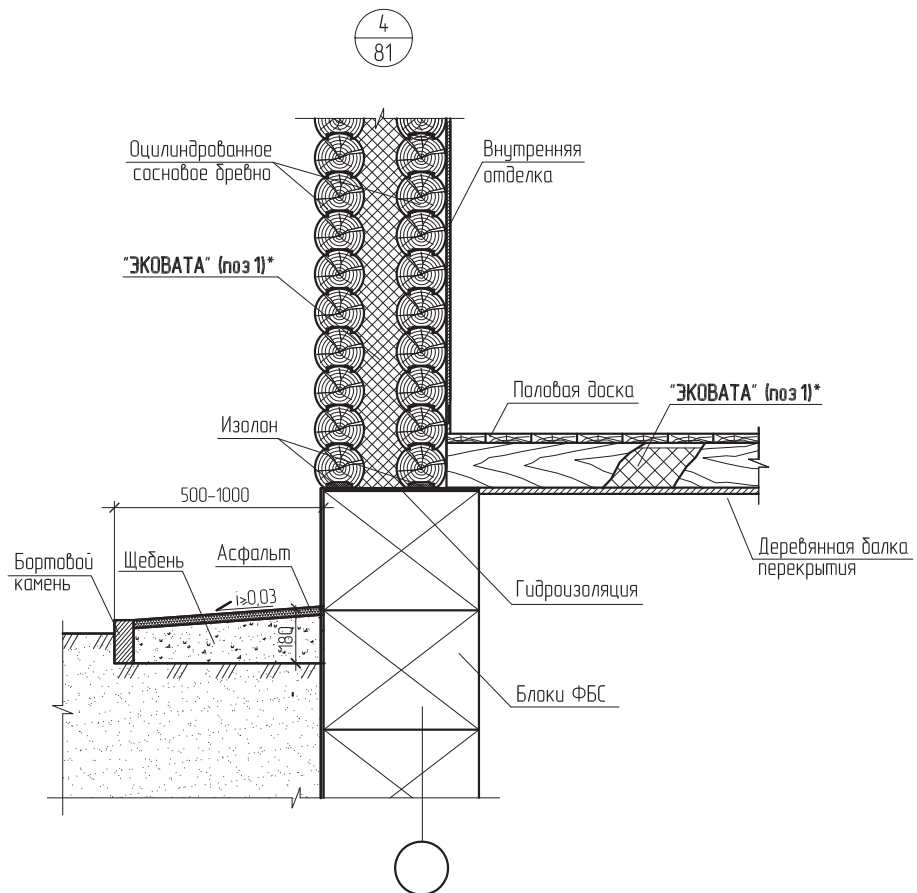 4
81
Оцилиндрованное
сосновое бревно
Внутренняя
отделка
"ЭКОВАТА" (поз 1)*
Половая доска
"ЭКОВАТА" (поз 1)*
Изолон
500-1000
Бортовой
камень
Щебень
Асфальт
i≥0,03
180
Деревянная балка
перекрытия
Гидроизоляция
Блоки ФБС